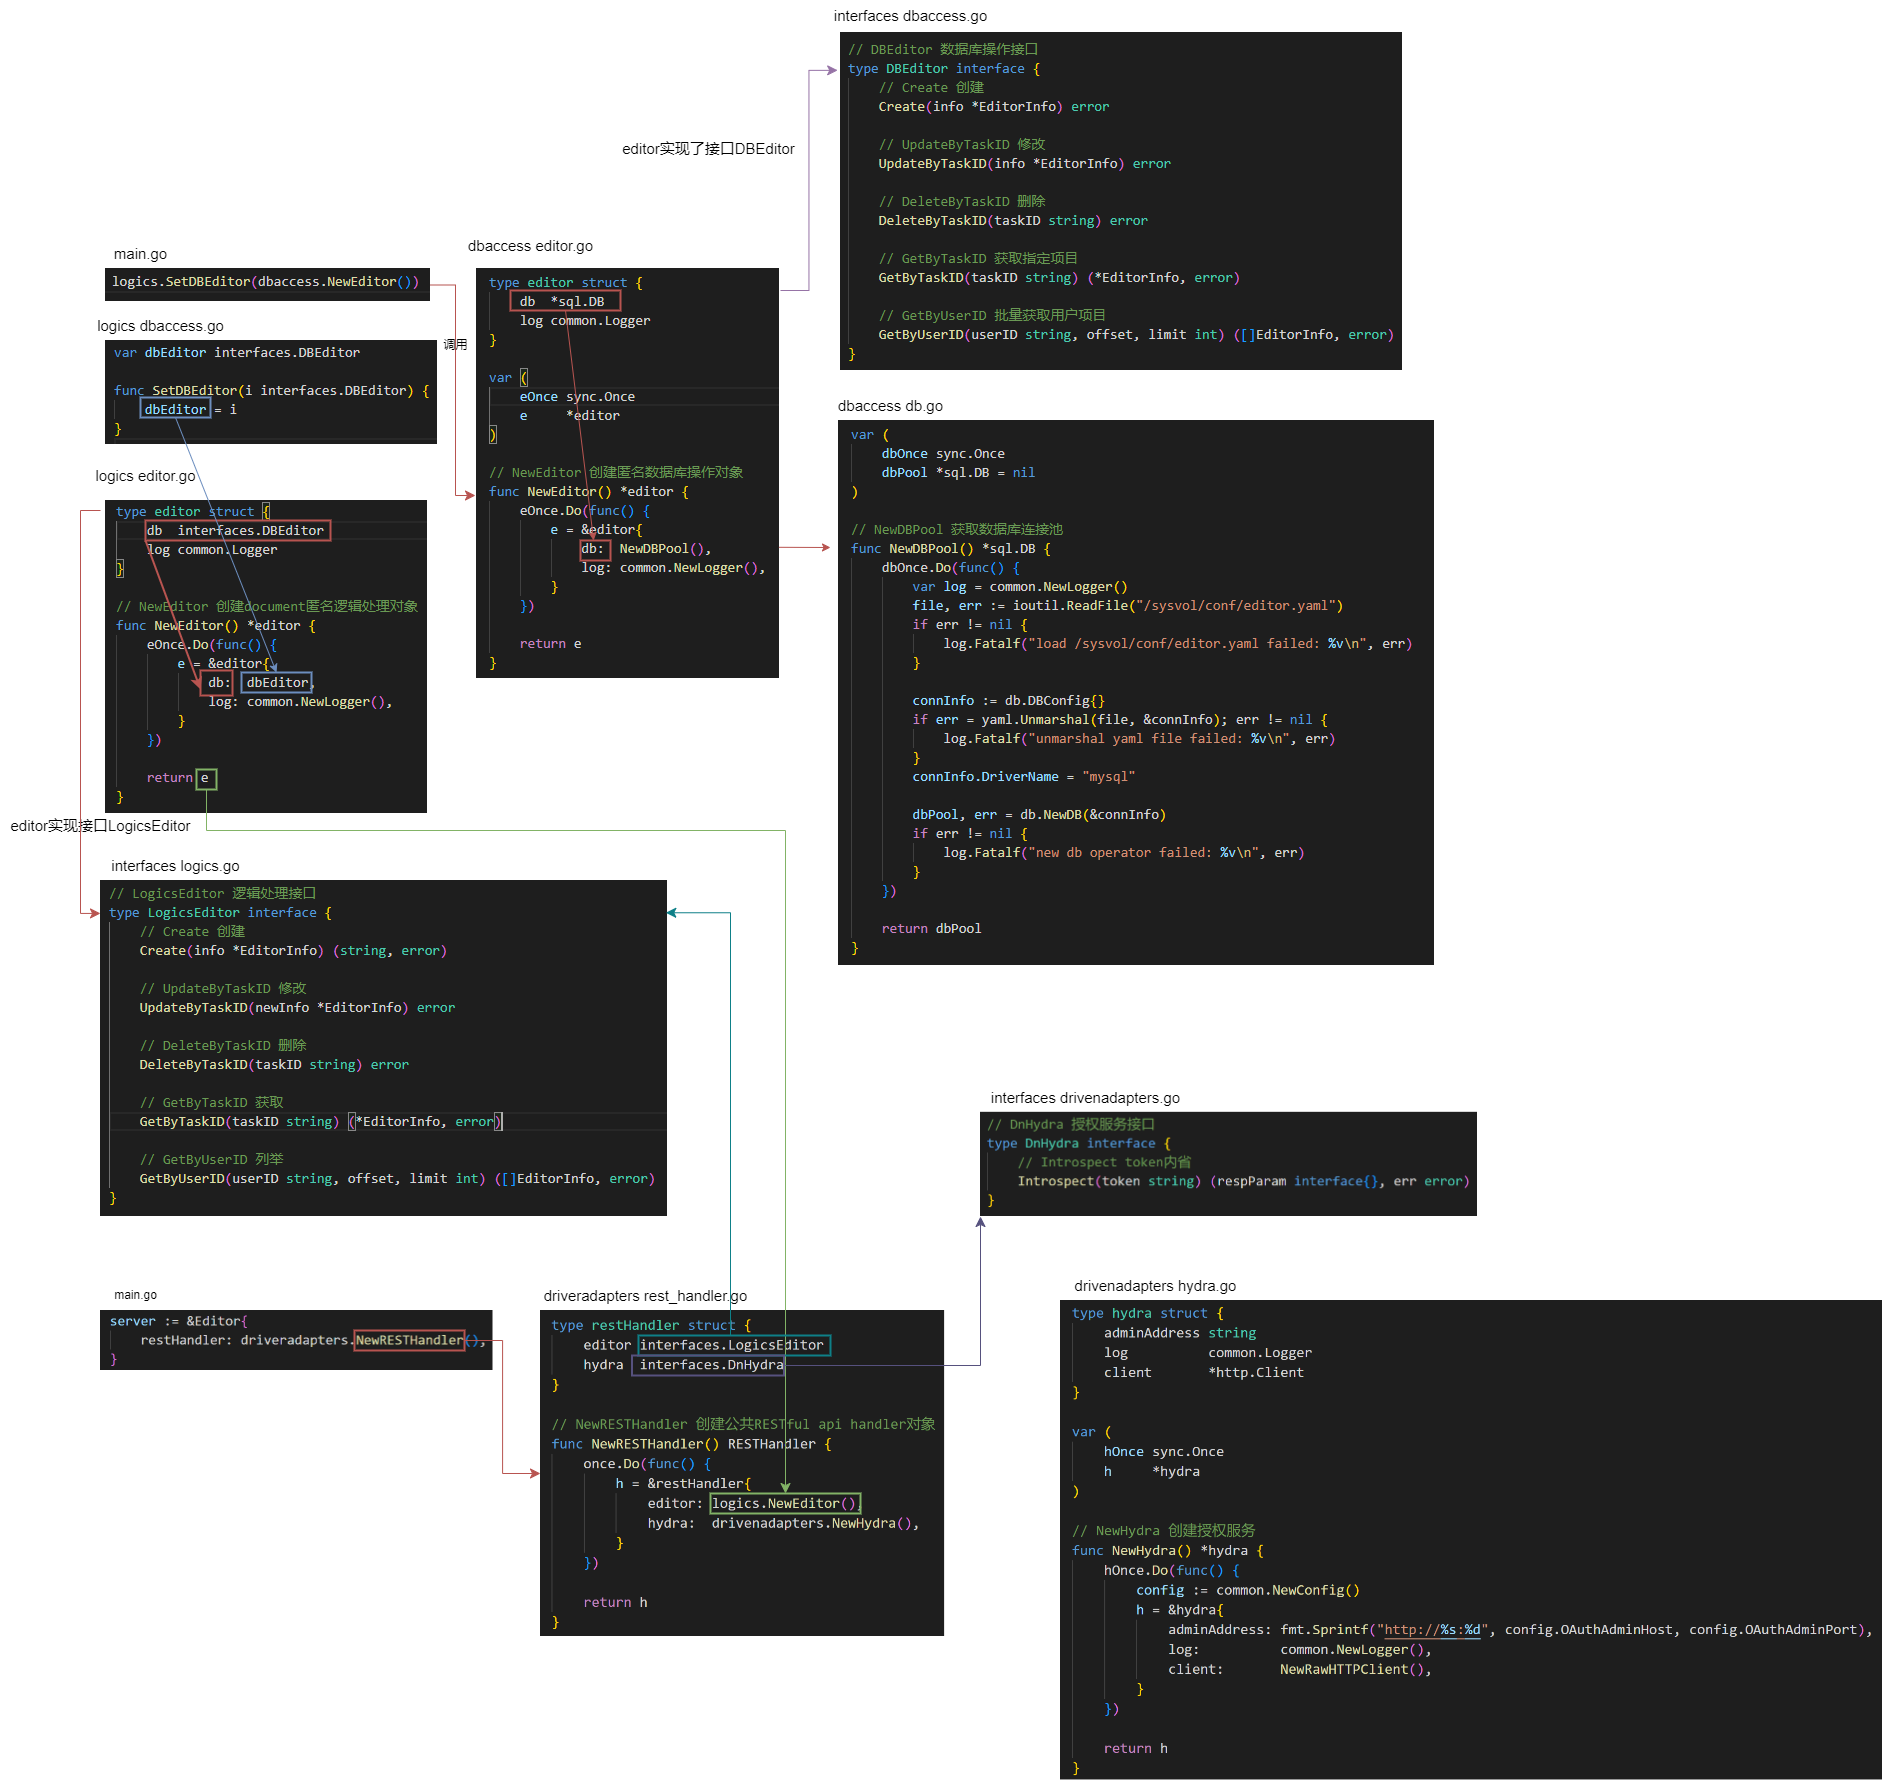 interfaces dbaccess.go
// DBEditor 数据库操作接口
type DBEditor interface {
// Create 创建
Create(info *EditorInfo) error
// UpdateByTaskID 修改
UpdateByTaskID(info *EditorInfo) error
// DeleteByTaskID 删除
DeleteByTaskID(taskID string) error
// GetByTaskID 获取指定项目
GetByTaskID(taskID string) (*EditorInfo, error)
// GetByUserID 批量获取用户项目
GetByUserID(userID string, offset, limit int) ([]EditorInfo, error)
}
editor实现了接口DBEditor
main.go
logics.SetDBEditor(dbaccess.NewEditor())
logics dbaccess.go
var dbEditor interfaces.DBEditor
func SetDBEditor(i interfaces.DBEditor) {
dbEditor = i
}
调用
dbaccess editor.go
type editor struct {
db *sql.DB
log common.Logger
}
var (
eOnce sync.Once
e *editor
)
// NewEditor 创建匿名数据库操作对象
func NewEditor() *editor {
eOnce.Do(func() {
e = &editor{
db: NewDBPool(),
log: common.NewLogger(),
}
})
return e
}
dbaccess db.go
var (
dbOnce sync.Once
dbPool *sql.DB = nil
)
// NewDBPool 获取数据库连接池
func NewDBPool() *sql.DB {
dbOnce.Do(func() {
var log = common.NewLogger()
file, err := ioutil.ReadFile("/sysvol/conf/editor.yaml")
if err != nil {
log.Fatalf("load /sysvol/conf/editor.yaml failed: %v\n", err)
}
connInfo := db.DBConfig{}
if err = yaml.Unmarshal(file, &connInfo); err != nil {
log.Fatalf("unmarshal yaml file failed: %v\n", err)
}
connInfo.DriverName = "mysql"
dbPool, err = db.NewDB(&connInfo)
if err != nil {
log.Fatalf("new db operator failed: %v\n", err)
}
})
return dbPool
}
logics editor.go
type editor struct {
db interfaces.DBEditor
log common.Logger
}
// NewEditor 创建document匿名逻辑处理对象
func NewEditor() *editor {
eOnce.Do(func() {
e = &editor{
db: dbEditor,
log: common.NewLogger(),
}
})
return e
}
editor实现接口LogicsEditor
interfaces logics.go
// LogicsEditor 逻辑处理接口
type LogicsEditor interface {
// Create 创建
Create(info *EditorInfo) (string, error)
// UpdateByTaskID 修改
UpdateByTaskID(newInfo *EditorInfo) error
// DeleteByTaskID 删除
DeleteByTaskID(taskID string) error
// GetByTaskID 获取
GetByTaskID(taskID string) (*EditorInfo, error)
// GetByUserID 列举
GetByUserID(userID string, offset, limit int) ([]EditorInfo, error)
}
interfaces drivenadapters.go
// DnHydra 授权服务接口
type DnHydra interface {
// Introspect token内省
Introspect(token string) (respParam interface{}, err error)
}
main.go
server := &Editor{
restHandler: driveradapters.NewRESTHandler(),
}
driveradapters rest_handler.go
type restHandler struct {
editor interfaces.LogicsEditor
hydra interfaces.DnHydra
}
// NewRESTHandler 创建公共RESTful api handler对象
func NewRESTHandler() RESTHandler {
once.Do(func() {
h = &restHandler{
editor: logics.NewEditor(),
hydra: drivenadapters.NewHydra(),
}
})
return h
}
drivenadapters hydra.go
type hydra struct {
adminAddress string
log common.Logger
client *http.Client
}
var (
hOnce sync.Once
h *hydra
)
// NewHydra 创建授权服务
func NewHydra() *hydra {
hOnce.Do(func() {
config := common.NewConfig()
h = &hydra{
adminAddress: fmt.Sprintf("http://%s:%d", config.OAuthAdminHost, config.OAuthAdminPort),
log: common.NewLogger(),
client: NewRawHTTPClient(),
}
})
return h
}